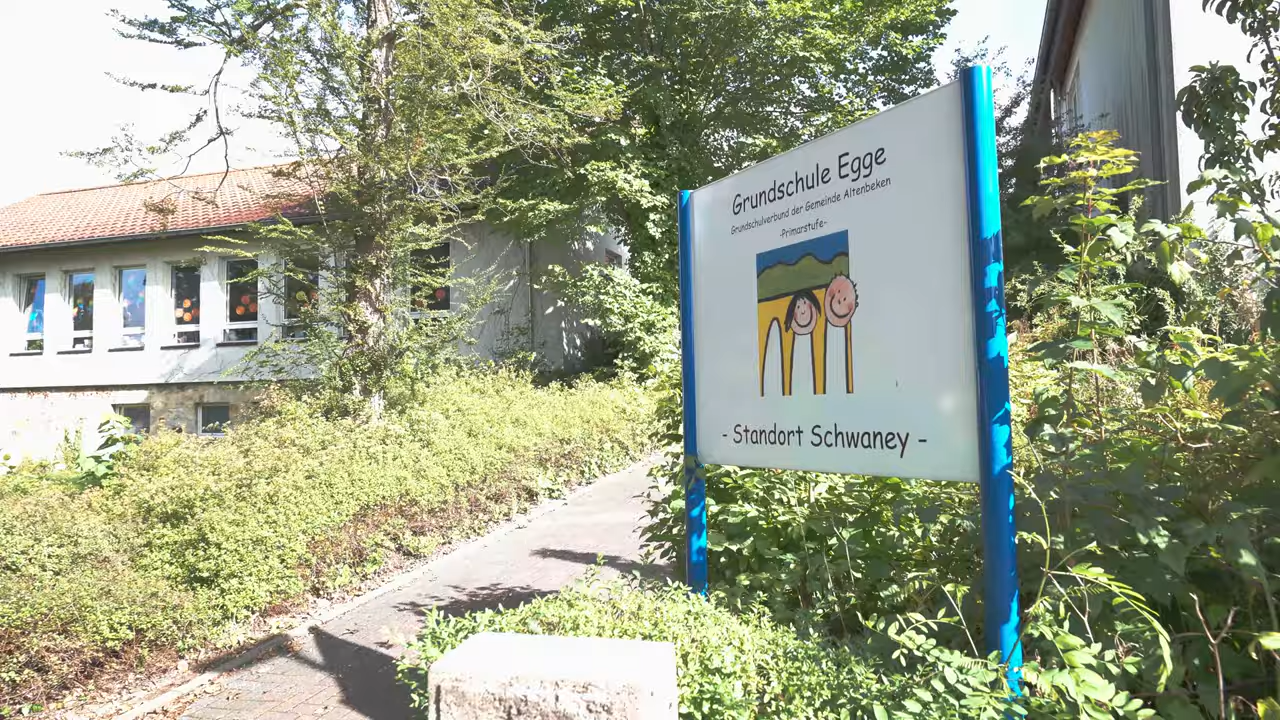 Grundschule Egge
Grundschulverbund der Gemeinde Altenbeken
-Primarstufe-
- Standort Schwaney -